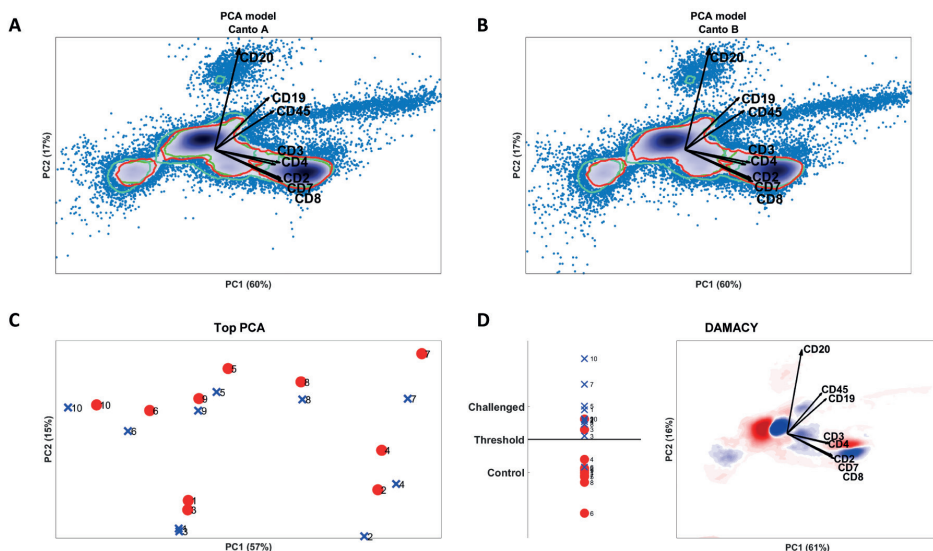 A
PCA model
Canto A
CD20
CD19
CD45
CD3
CD4
CD2
CD7
CD8
PC2 (17%)
PC1 (60%)
B
PCA model
Canto B
CD20
CD19
CD45
CD3
CD4
CD2
CD7
CD8
PC2 (17%)
PC1 (60%)
C
Top PCA
7
5
8
10
10
6
9
5
9
8
7
6
4
2
4
1
3
3
2
PC2 (15%)
PC1 (57%)
D
DAMACY
10
7
5
1
3
4
8
6
Challenged
Threshold
Control
CD20
CD45
CD19
CD3
CD4
CD2
CD7
CD8
PC2 (16%)
PC1 (61%)